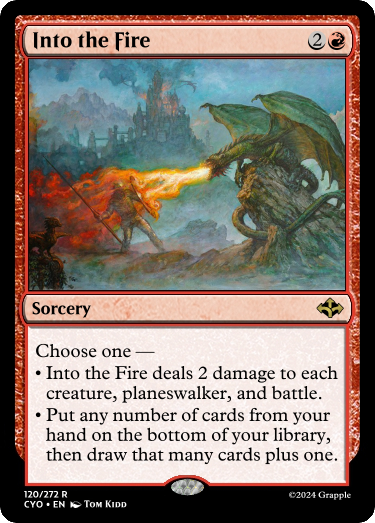 Into the Fire 2
Sorcery
Choose one —
• Into the Fire deals 2 damage to each
creature, planeswalker, and battle.
• Put any number of cards from your
hand on the bottom of your library,
then draw that many cards plus one.
120/272 R
CYO • EN Tom Kidd
©2024 Grapple